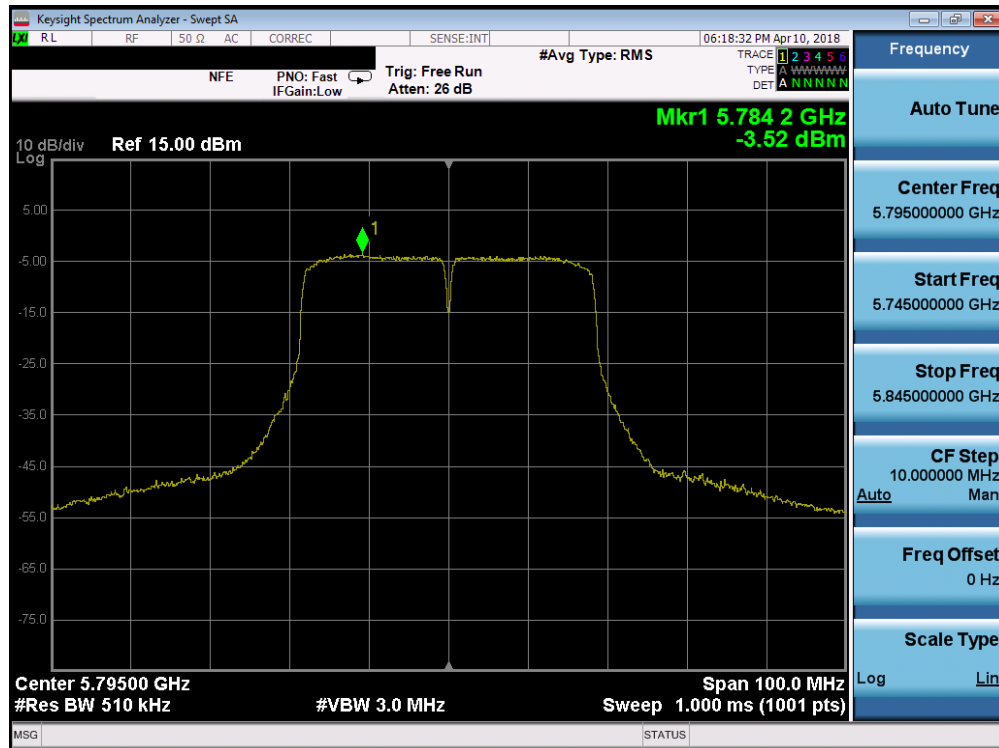 Keysight Spectrum Analyzer - Swept SA
LXI RL RF 50 Ω AC CORREC SENSE:INT 06:18:32 PM Apr 10, 2018
NFE PNO: Fast IFGain:Low Trig: Free Run Atten: 26 dB #Avg Type: RMS
TRACE 1 2 3 4 5 6
TYPE A WWWWW
DET A N N N N N
Mkr1 5.784 2 GHz
-3.52 dBm
10 dB/div Ref 15.00 dBm
Log
1
5.00
-5.00
-15.0
-25.0
-35.0
-45.0
-55.0
-65.0
-75.0
Center 5.79500 GHz Span 100.0 MHz
#Res BW 510 kHz #VBW 3.0 MHz Sweep 1.000 ms (1001 pts)
MSG STATUS
Frequency
Auto Tune
Center Freq
5.795000000 GHz
Start Freq
5.745000000 GHz
Stop Freq
5.845000000 GHz
CF Step
10.000000 MHz
Auto Man
Freq Offset
0 Hz
Scale Type
Log Lin